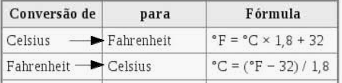 Conversão de para Fórmula
Celsius Fahrenheit °F = °C × 1,8 + 32
Fahrenheit Celsius °C = (°F − 32) / 1,8